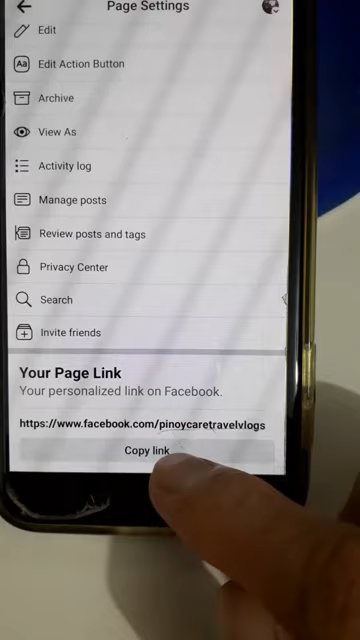 Page Settings
Edit
Aa Edit Action Button
Archive
View As
Activity log
Manage posts
Review posts and tags
Privacy Center
Search
Invite friends
Your Page Link
Your personalized link on Facebook.
https://www.facebook.com/pinoycaretravelvlogs
Copy link